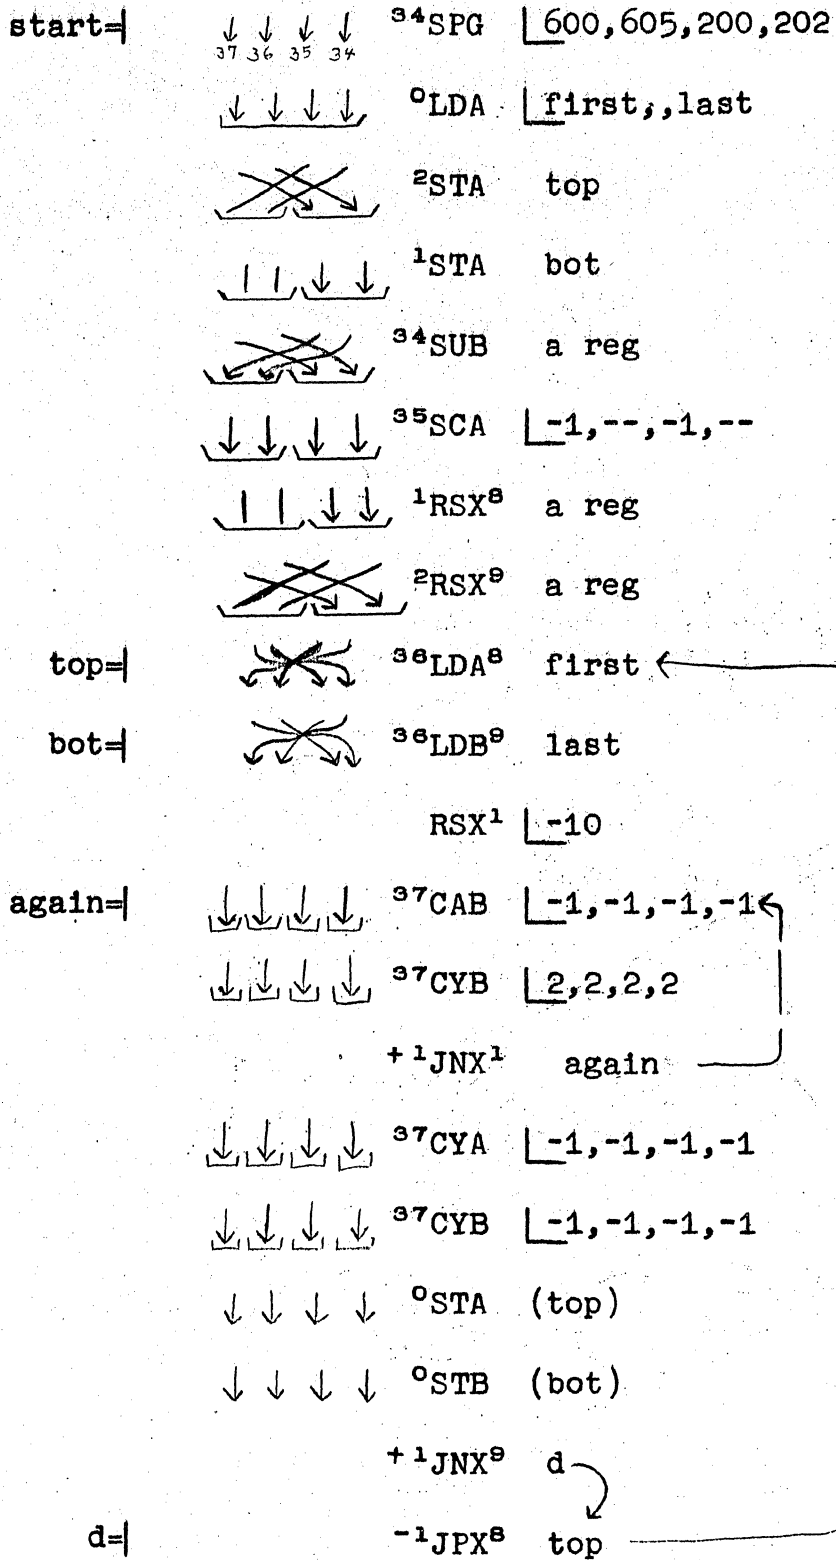 start=| ³⁴SPG |600,605,200,202
37 36 35 34
⁰LDA |first,,last
²STA top
¹STA bot
³⁴SUB a reg
³⁵SCA |-1,--,-1,--
¹RSX⁸ a reg
²RSX⁹ a reg
top=| ³⁶LDA⁸ first
bot=| ³⁶LDB⁹ last
RSX¹ |-10
again=| ³⁷CAB |-1,-1,-1,-1
³⁷CYB |2,2,2,2
⁺¹JNX¹ again
³⁷CYA |-1,-1,-1,-1
³⁷CYB |-1,-1,-1,-1
⁰STA (top)
⁰STB (bot)
⁺¹JNX⁹ d
d=| ⁻¹JPX⁸ top